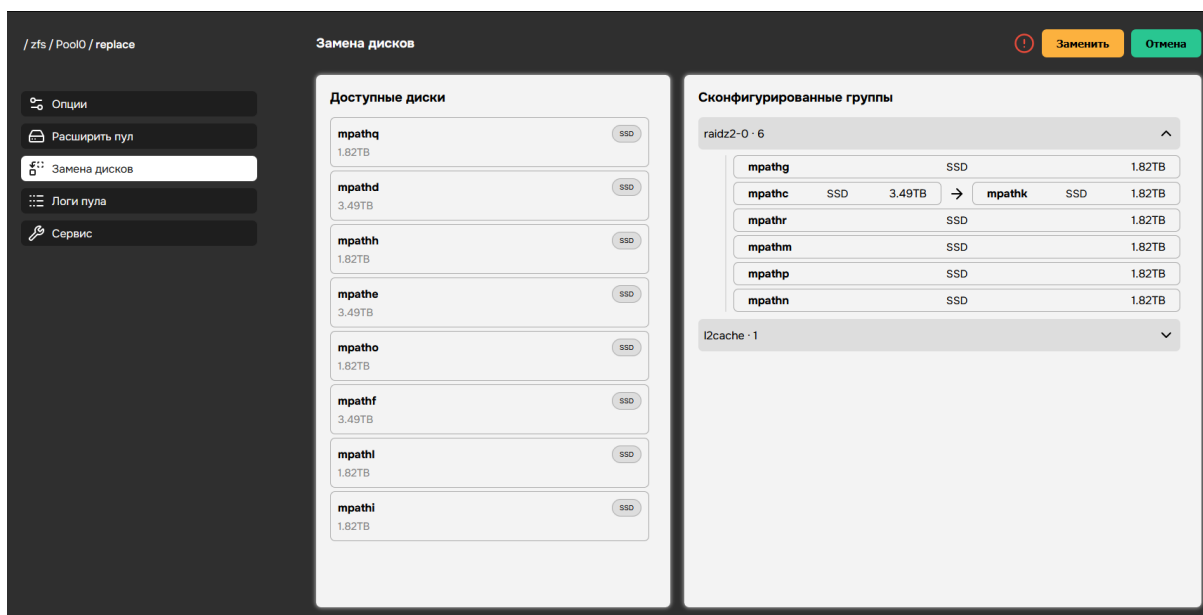 / zfs / Pool0 / replace
Замена дисков
Заменить
Отмена
Опции
Расширить пул
Замена дисков
Логи пула
Сервис
Доступные диски
mpathq SSD
1.82TB
mpathd SSD
3.49TB
mpathh SSD
1.82TB
mpathe SSD
3.49TB
mpatho SSD
1.82TB
mpathf SSD
3.49TB
mpathl SSD
1.82TB
mpathi SSD
1.82TB
Сконфигурированные группы
raidz2-0 · 6
mpathg SSD 1.82TB
mpathc SSD 3.49TB → mpathk SSD 1.82TB
mpathr SSD 1.82TB
mpathm SSD 1.82TB
mpathp SSD 1.82TB
mpathn SSD 1.82TB
l2cache · 1